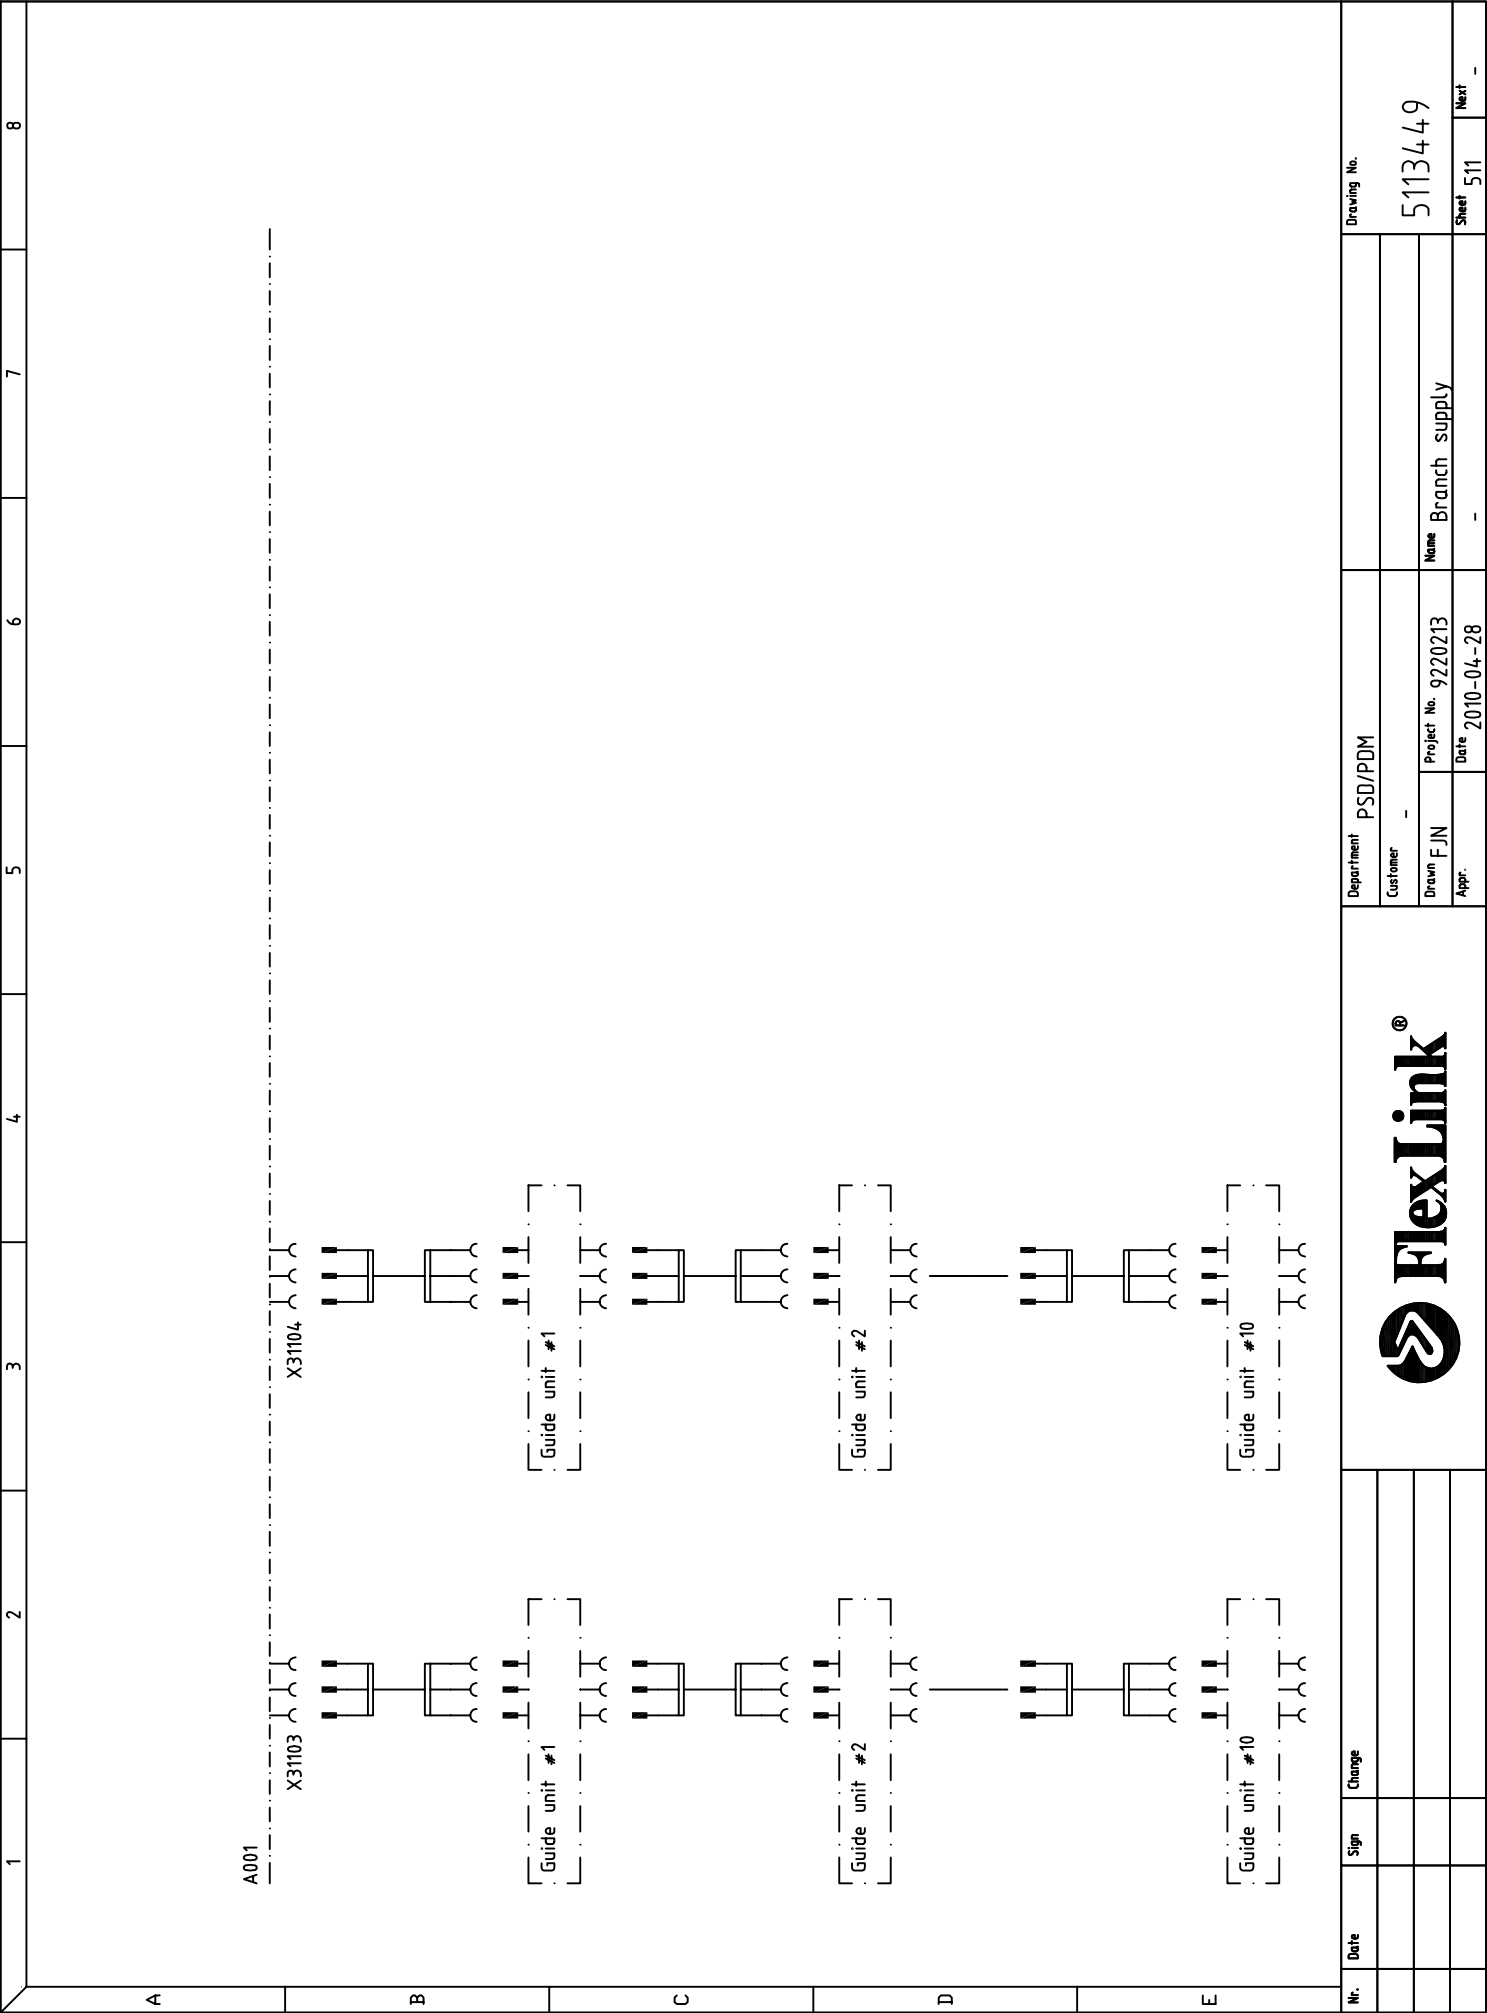 1 2 3 4 5 6 7 8
A
B
C
D
E
A001
X31103
X31104
Guide unit #1
Guide unit #1
Guide unit #2
Guide unit #2
Guide unit #10
Guide unit #10
Nr. Date Sign Change
FlexLink®
Department PSD/PDM
Customer -
Drawn FJN
Project No. 9220213
Name Branch supply
Appr.
Date 2010-04-28
-
Drawing No.
5113449
Sheet 511
Next -